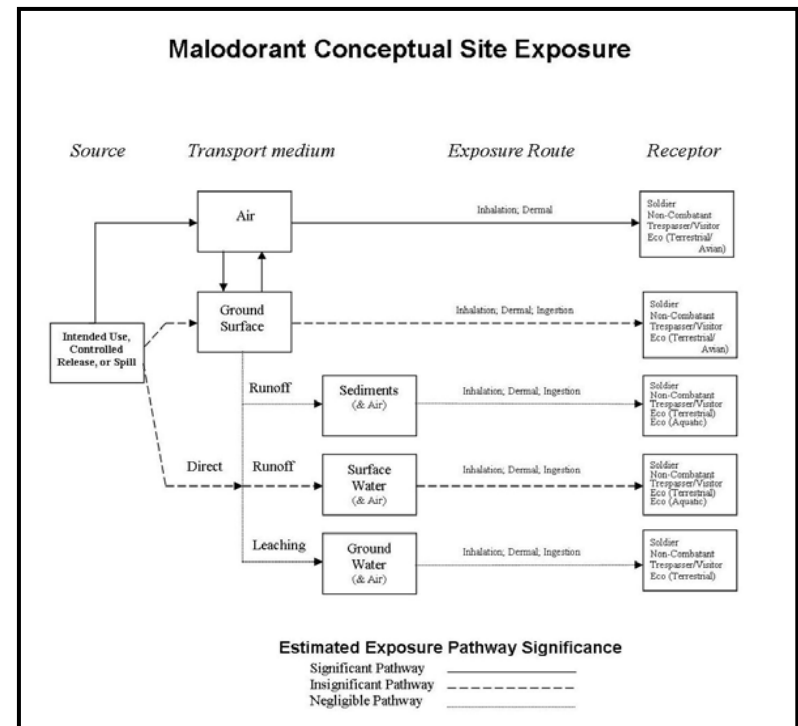 Malodorant Conceptual Site Exposure
Source
Transport medium
Exposure Route
Receptor
Air
Inhalation; Dermal
Soldier
Non-Combatant
Trespasser/Visitor
Eco (Terrestrial/
Avian)
Intended Use,
Controlled
Release, or Spill
Ground
Surface
Inhalation; Dermal; Ingestion
Soldier
Non-Combatant
Trespasser/Visitor
Eco (Terrestrial/
Avian)
Runoff
Sediments
(& Air)
Inhalation; Dermal; Ingestion
Soldier
Non-Combatant
Trespasser/Visitor
Eco (Terrestrial)
Eco (Aquatic)
Direct
Runoff
Surface
Water
(& Air)
Inhalation; Dermal; Ingestion
Soldier
Non-Combatant
Trespasser/Visitor
Eco (Terrestrial)
Eco (Aquatic)
Leaching
Ground
Water
(& Air)
Inhalation; Dermal; Ingestion
Soldier
Non-Combatant
Trespasser/Visitor
Eco (Terrestrial)
Estimated Exposure Pathway Significance
Significant Pathway
Insignificant Pathway
Negligible Pathway